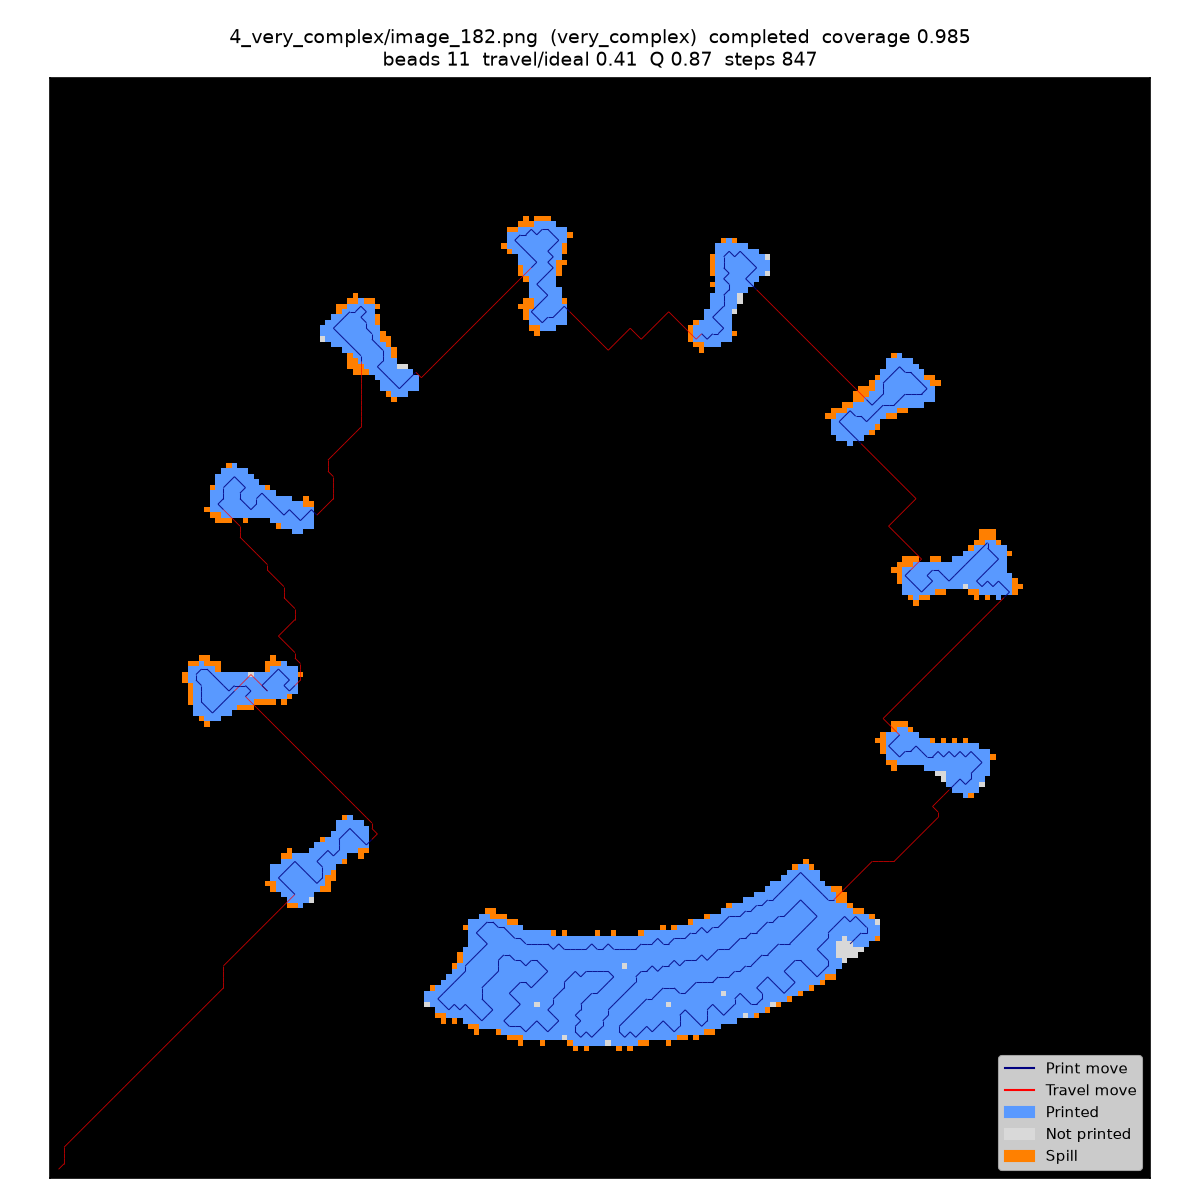 4_very_complex/image_182.png  (very_complex)  completed  coverage 0.985
beads 11  travel/ideal 0.41  Q 0.87  steps 847
Print move
Travel move
Printed
Not printed
Spill